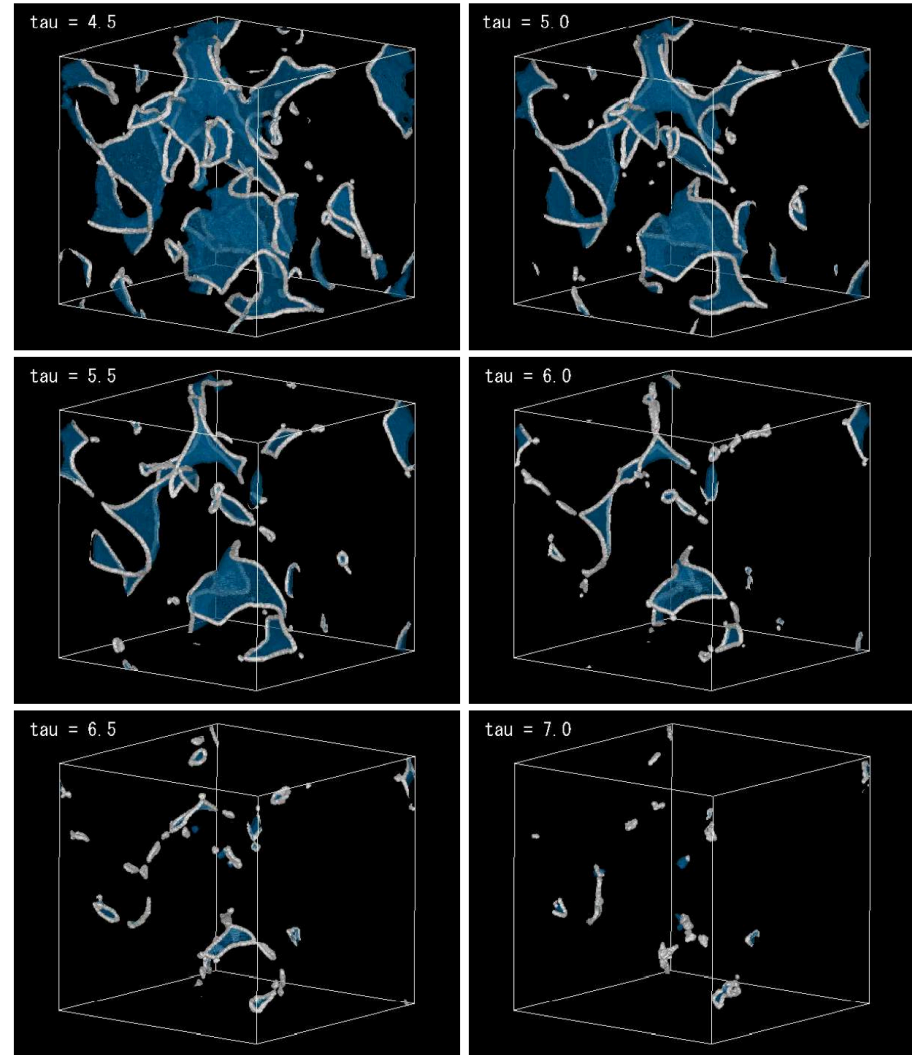 tau = 4.5
tau = 5.0
tau = 5.5
tau = 6.0
tau = 6.5
tau = 7.0